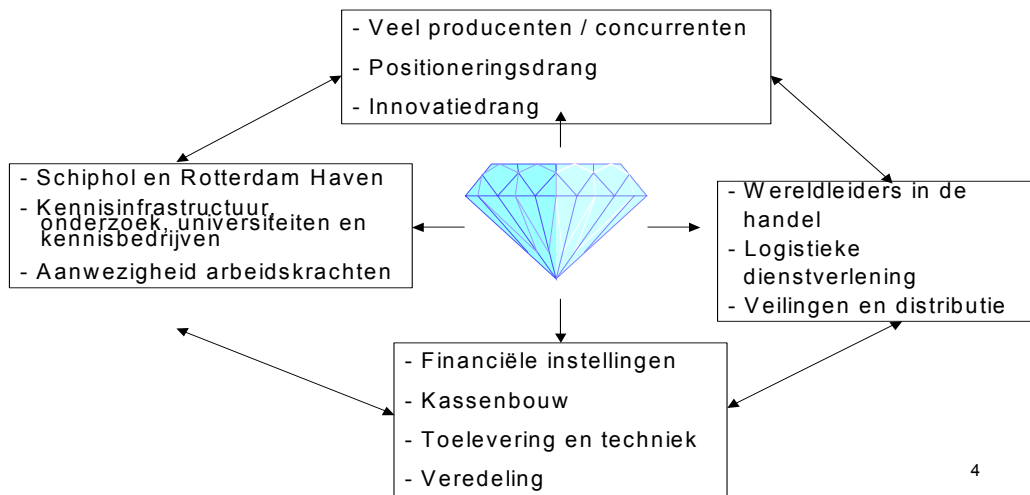 - Veel producenten / concurrenten
- Positioneringsdrang
- Innovatiedrang
- Schiphol en Rotterdam Haven
- Kennisinfrastructuur,
onderzoek, universiteiten en
kennisbedrijven
- Aanwezigheid arbeidskrachten
- Wereldleiders in de
handel
- Logistieke
dienstverlening
- Veilingen en distributie
- Financiële instellingen
- Kassenbouw
- Toelevering en techniek
- Veredeling
4